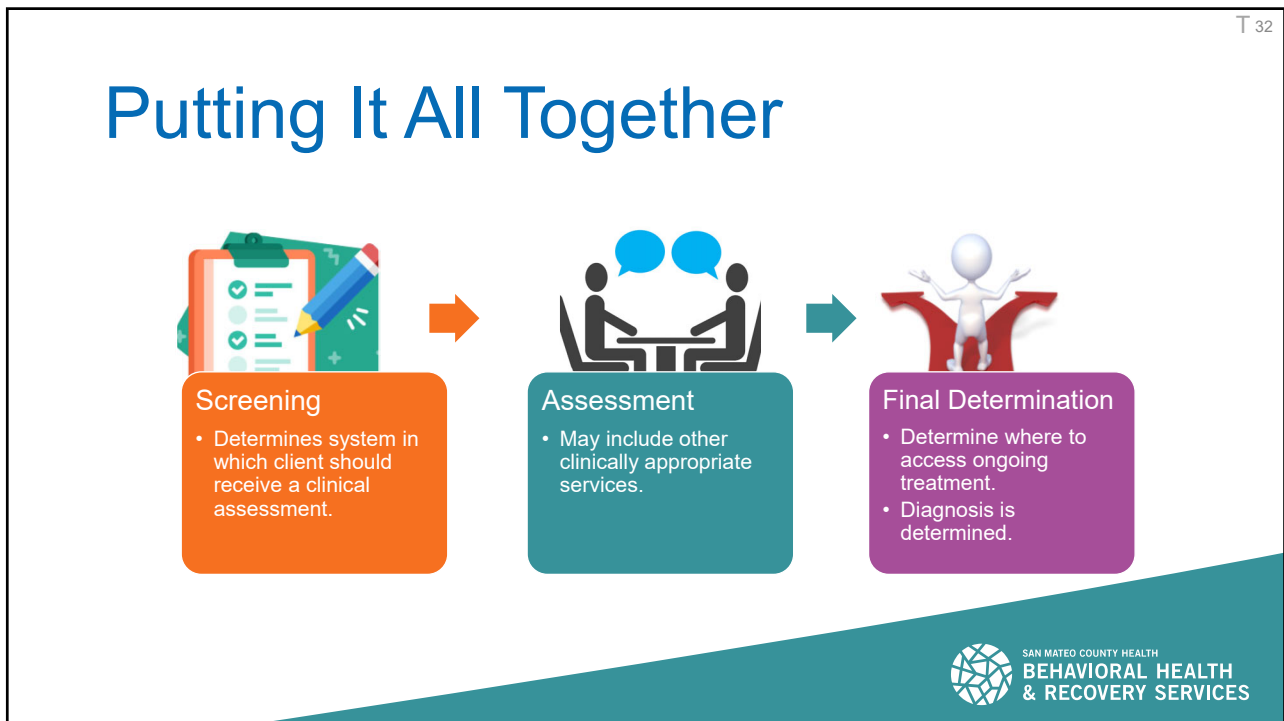 T 32
Putting It All Together
Screening
• Determines system in
which client should
receive a clinical
assessment.
Assessment
• May include other
clinically appropriate
services.
Final Determination
• Determine where to
access ongoing
treatment.
• Diagnosis is
determined.
SAN MATEO COUNTY HEALTH
BEHAVIORAL HEALTH
& RECOVERY SERVICES